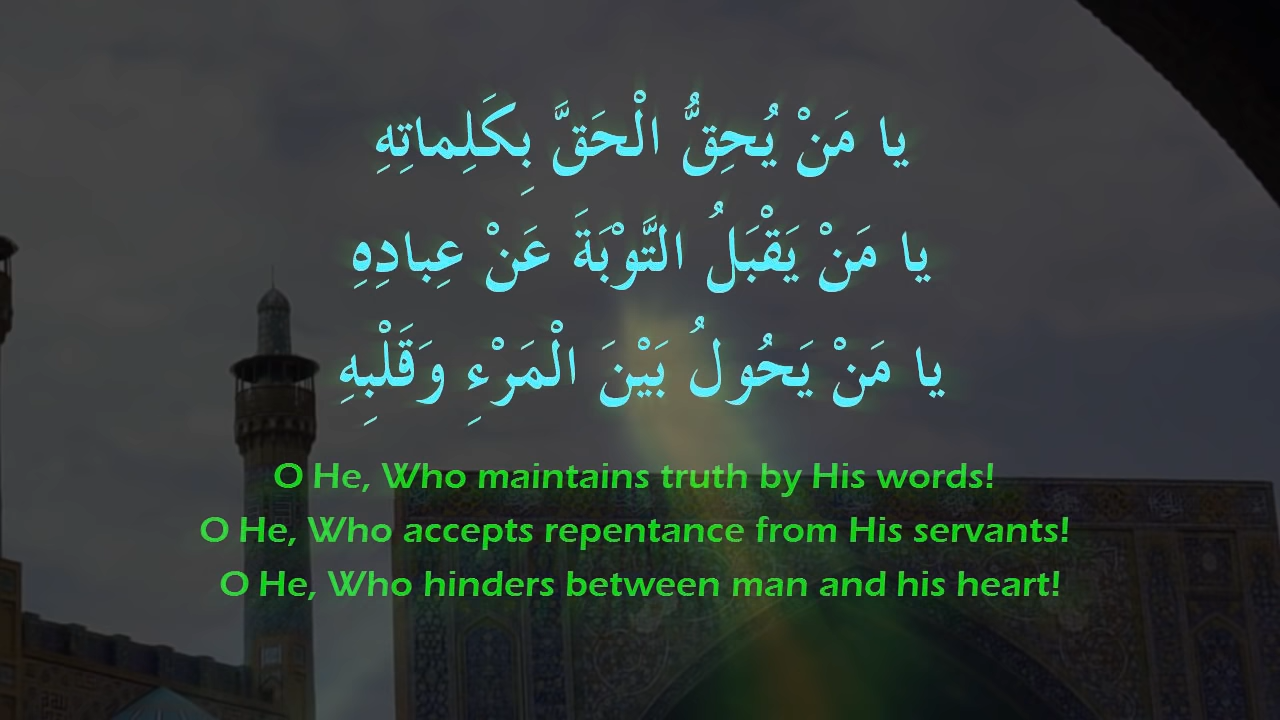 يا مَنْ يُحِقُّ الْحَقَّ بِكَلِماتِهِ
يا مَنْ يَقْبَلُ التَّوْبَةَ عَنْ عِبادِهِ
يا مَنْ يَحُولُ بَيْنَ الْمَرْءِ وَقَلْبِهِ
O He, Who maintains truth by His words!
O He, Who accepts repentance from His servants!
O He, Who hinders between man and his heart!